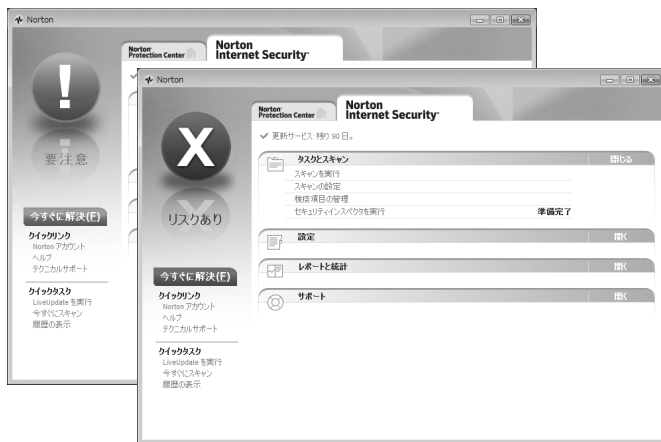 Norton
Norton Protection Center
Norton Internet Security
要注意
今すぐに解決(F)
クイックリンク
Norton アカウント
ヘルプ
テクニカルサポート
クイックタスク
LiveUpdate を実行
今すぐにスキャン
履歴の表示
Norton
Norton Protection Center
Norton Internet Security
✓ 更新サービス: 残り 90 日。
リスクあり
タスクとスキャン 閉じる
スキャンを実行
スキャンの設定
検疫項目の管理
セキュリティインスペクタを実行 準備完了
設定 開く
レポートと統計 開く
サポート 開く
今すぐに解決(F)
クイックリンク
Norton アカウント
ヘルプ
テクニカルサポート
クイックタスク
LiveUpdate を実行
今すぐにスキャン
履歴の表示